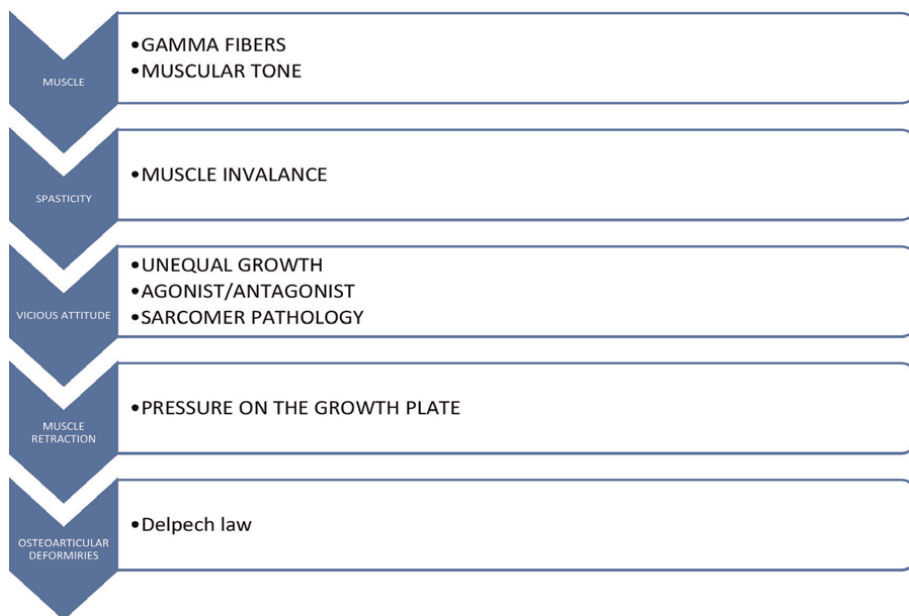 MUSCLE
•GAMMA FIBERS
•MUSCULAR TONE
SPASTICITY
•MUSCLE INVALANCE
VICIOUS ATTITUDE
•UNEQUAL GROWTH
•AGONIST/ANTAGONIST
•SARCOMER PATHOLOGY
MUSCLE
RETRACTION
•PRESSURE ON THE GROWTH PLATE
OSTEOARTICULAR
DEFORMIRIES
•Delpech law